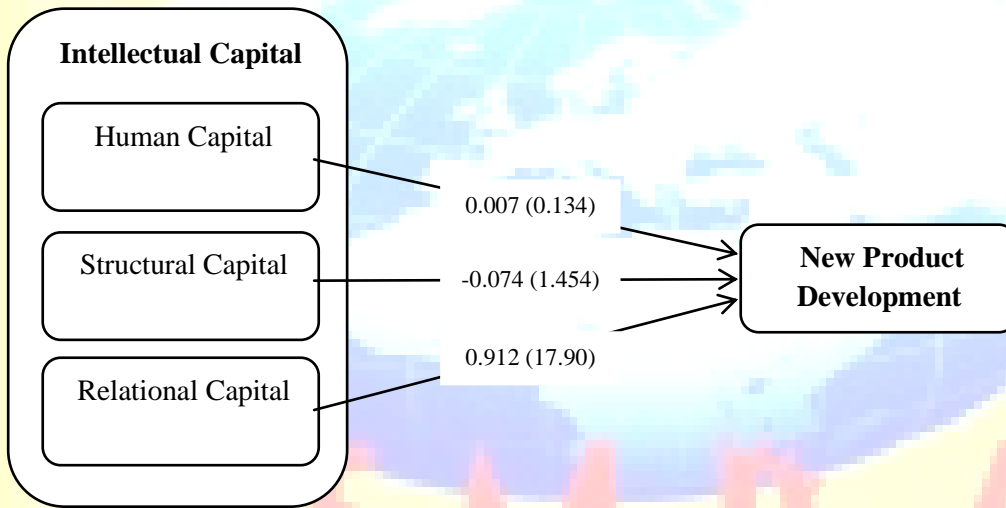 Intellectual Capital
Human Capital
0.007 (0.134)
Structural Capital
-0.074 (1.454)
New Product
Development
0.912 (17.90)
Relational Capital